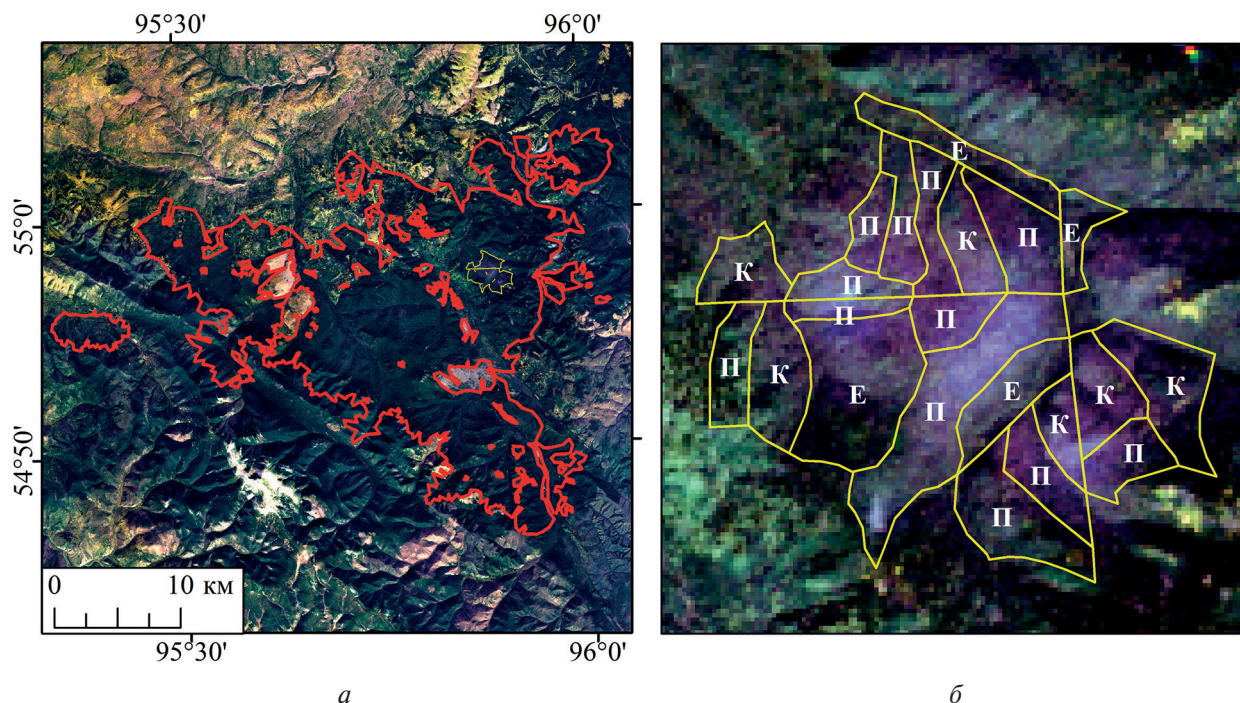 95°30' 96°0'
55°0'
54°50'
0 10 км
95°30' 96°0'
Е
П
П П К П Е
К
П
П П
П К Е П Е К К К
П П
П
а б